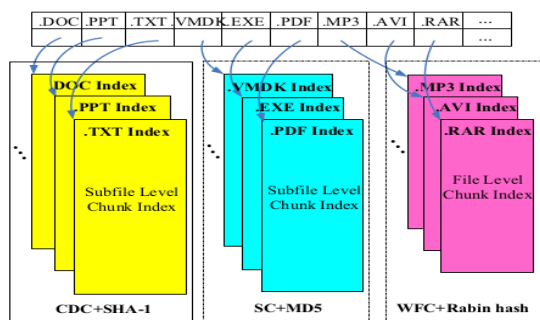 .DOC .PPT .TXT .VMDK .EXE .PDF .MP3 .AVI .RAR ...
...
.DOC Index
.PPT Index
.TXT Index
Subfile Level
Chunk Index
...
CDC+SHA-1
.VMDK Index
.EXE Index
.PDF Index
Subfile Level
Chunk Index
...
SC+MD5
.MP3 Index
.AVI Index
.RAR Index
File Level
Chunk Index
...
WFC+Rabin hash